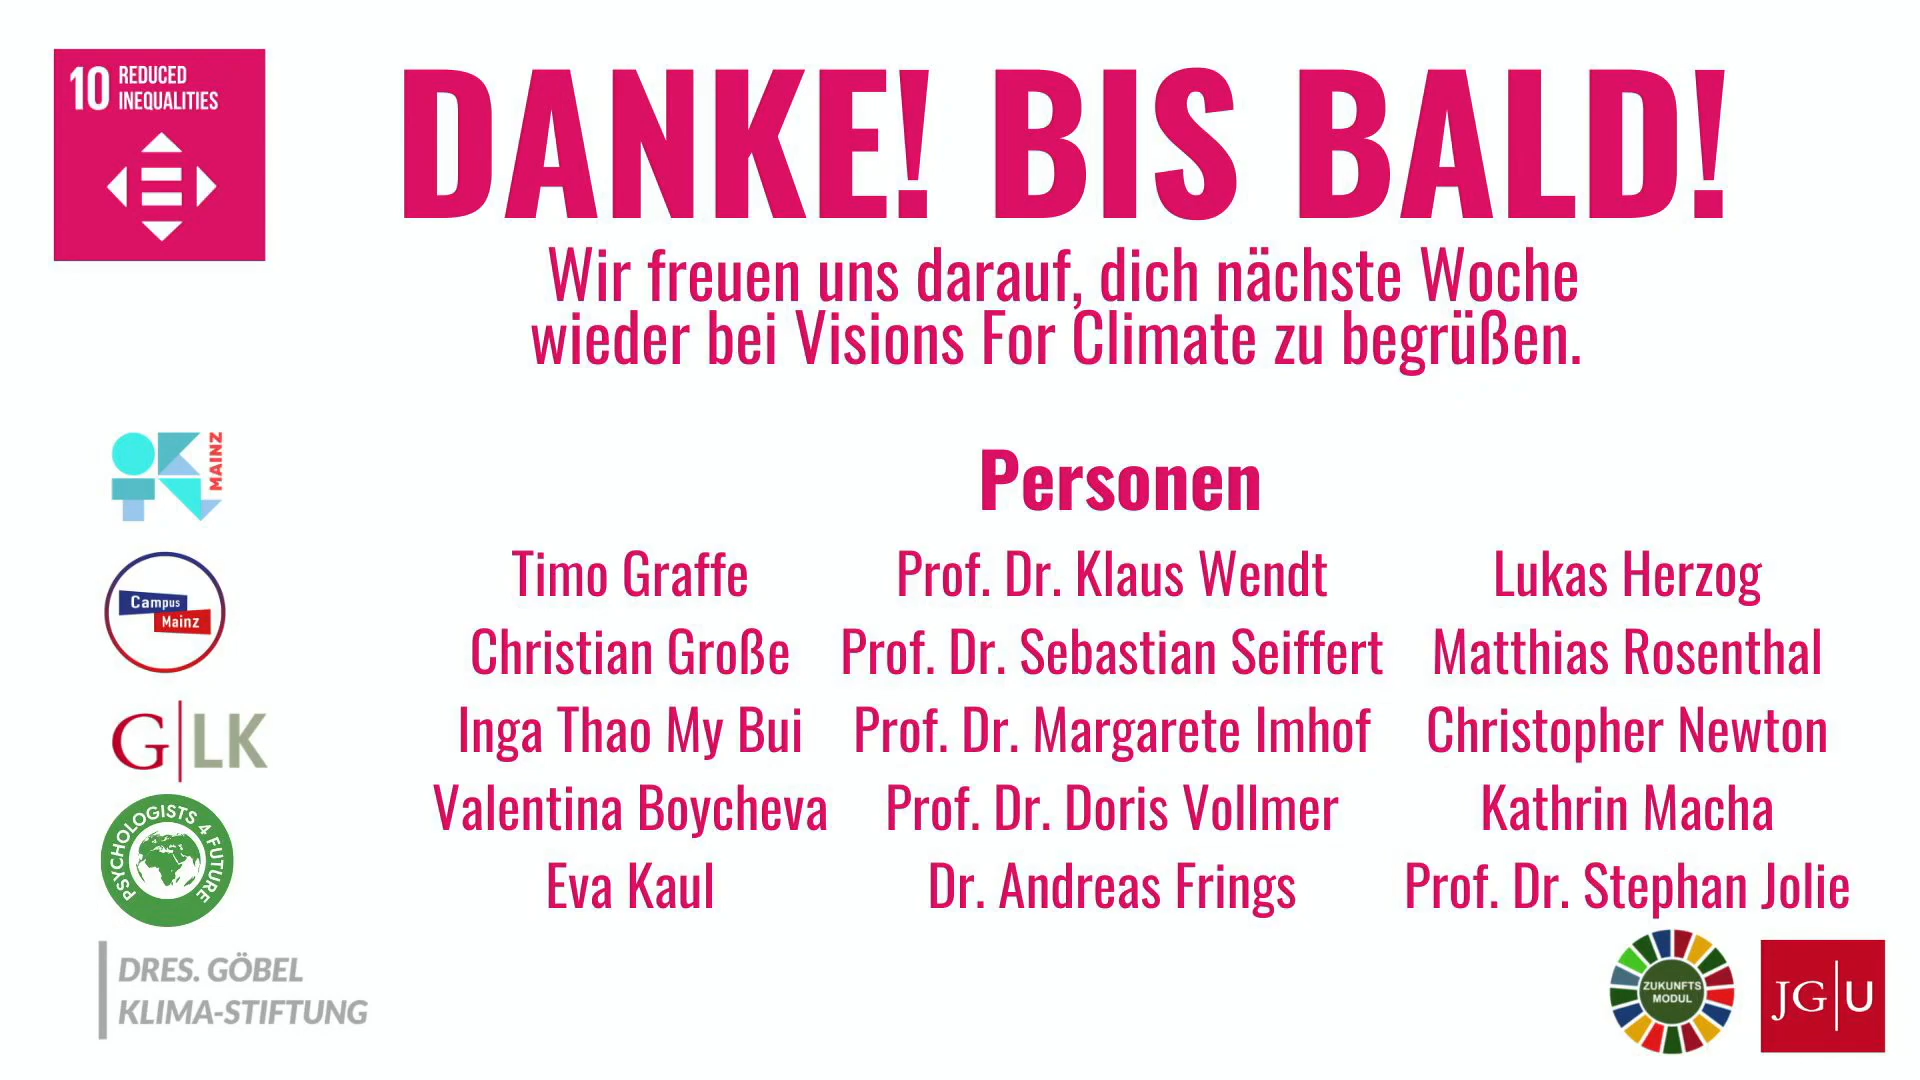 10 REDUCED
INEQUALITIES
DANKE! BIS BALD!
Wir freuen uns darauf, dich nächste Woche
wieder bei Visions For Climate zu begrüßen.
MAINZ
Campus
Mainz
G|LK
PSYCHOLOGISTS 4 FUTURE
DRES. GÖBEL
KLIMA-STIFTUNG
Personen
Timo Graffe
Christian Große
Inga Thao My Bui
Valentina Boycheva
Eva Kaul
Prof. Dr. Klaus Wendt
Prof. Dr. Sebastian Seiffert
Prof. Dr. Margarete Imhof
Prof. Dr. Doris Vollmer
Dr. Andreas Frings
Lukas Herzog
Matthias Rosenthal
Christopher Newton
Kathrin Macha
Prof. Dr. Stephan Jolie
ZUKUNFTS
MODUL
JG|U